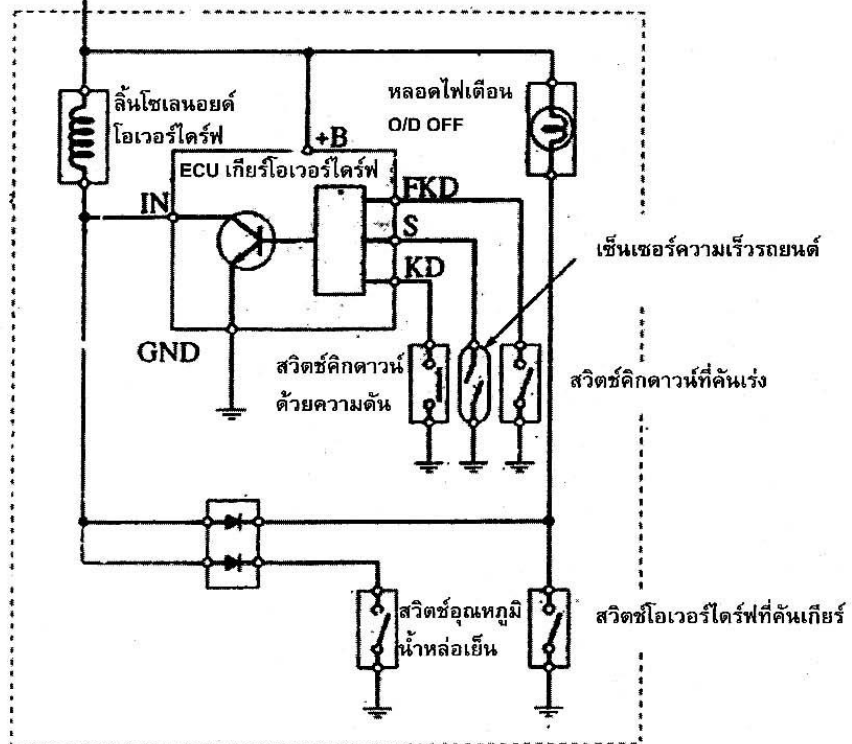 ลิ้นโซเลนอยด์
โอเวอร์ไดร์ฟ
หลอดไฟเตือน
O/D OFF
+B
ECU เกียร์โอเวอร์ไดร์ฟ
IN
FKD
S
KD
GND
เซ็นเซอร์ความเร็วรถยนต์
สวิตช์คิกดาวน์
ด้วยความดัน
สวิตช์คิกดาวน์ที่คันเร่ง
สวิตช์อุณหภูมิ
น้ำหล่อเย็น
สวิตช์โอเวอร์ไดร์ฟที่คันเกียร์